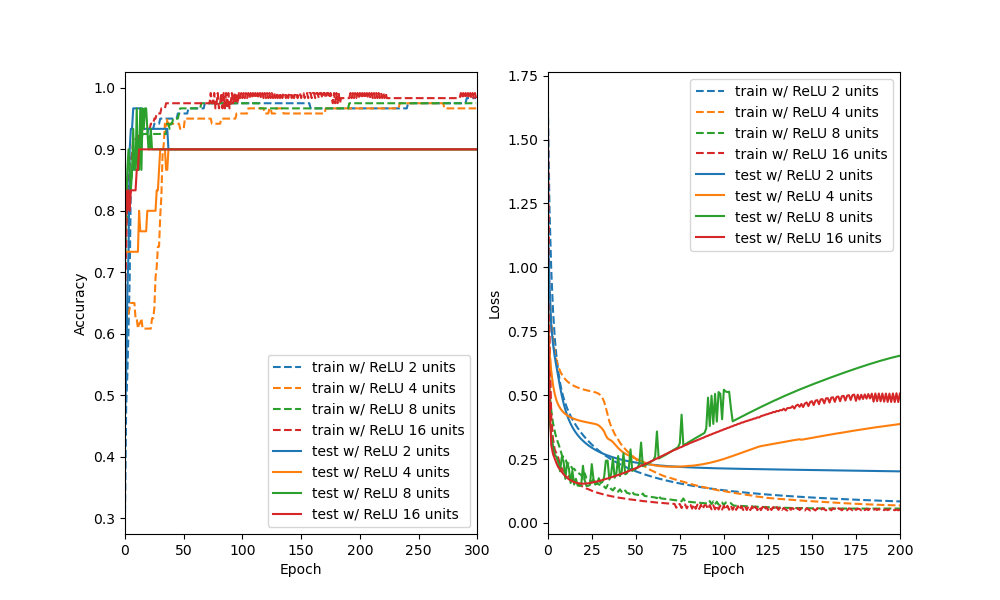 1.0
0.9
0.8
0.7
0.6
0.5
0.4
0.3
Accuracy
0
50
100
150
200
250
300
Epoch
train w/ ReLU 2 units
train w/ ReLU 4 units
train w/ ReLU 8 units
train w/ ReLU 16 units
test w/ ReLU 2 units
test w/ ReLU 4 units
test w/ ReLU 8 units
test w/ ReLU 16 units
1.75
1.50
1.25
1.00
0.75
0.50
0.25
0.00
Loss
0
25
50
75
100
125
150
175
200
Epoch
train w/ ReLU 2 units
train w/ ReLU 4 units
train w/ ReLU 8 units
train w/ ReLU 16 units
test w/ ReLU 2 units
test w/ ReLU 4 units
test w/ ReLU 8 units
test w/ ReLU 16 units